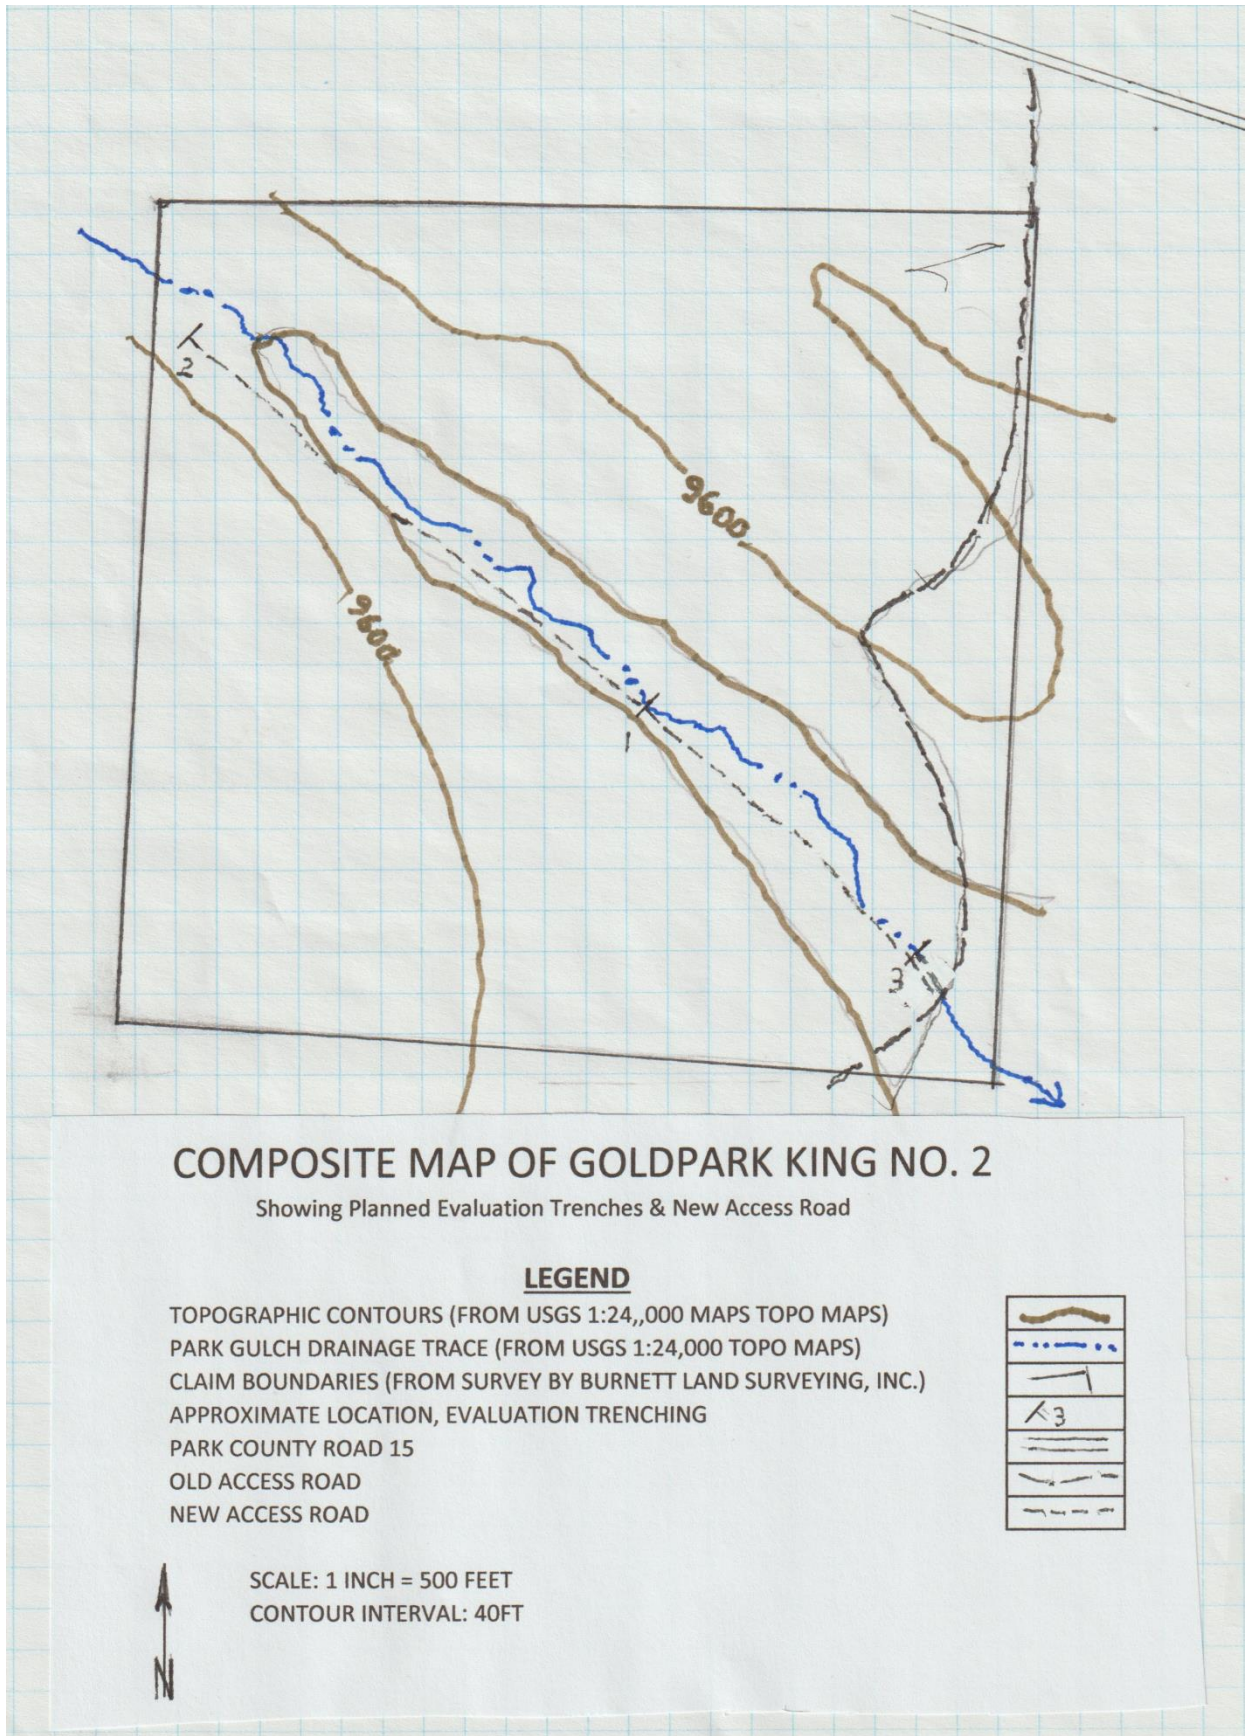 2
9600
9600
1
3
COMPOSITE MAP OF GOLDPARK KING NO. 2
Showing Planned Evaluation Trenches & New Access Road
LEGEND
TOPOGRAPHIC CONTOURS (FROM USGS 1:24,,000 MAPS TOPO MAPS)
PARK GULCH DRAINAGE TRACE (FROM USGS 1:24,000 TOPO MAPS)
CLAIM BOUNDARIES (FROM SURVEY BY BURNETT LAND SURVEYING, INC.)
APPROXIMATE LOCATION, EVALUATION TRENCHING
3
PARK COUNTY ROAD 15
OLD ACCESS ROAD
NEW ACCESS ROAD
SCALE: 1 INCH = 500 FEET
CONTOUR INTERVAL: 40FT
N